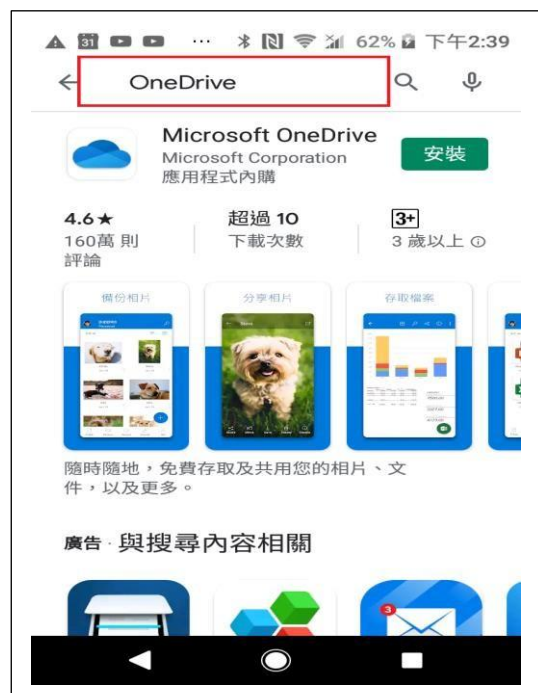 31 ... 62% 下午2:39
OneDrive
Microsoft OneDrive
Microsoft Corporation
應用程式內購
安裝
4.6★ 超過 10 3+
160萬 則 下載次數 3 歲以上
評論
備份相片 分享相片 存取檔案
隨時隨地，免費存取及共用您的相片、文
件，以及更多。
廣告 · 與搜尋內容相關
3